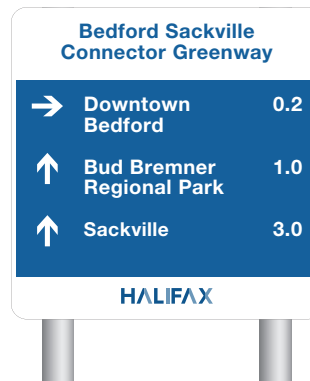 Bedford Sackville
Connector Greenway
→ Downtown 0.2
Bedford
↑ Bud Bremner 1.0
Regional Park
↑ Sackville 3.0
HALIFAX